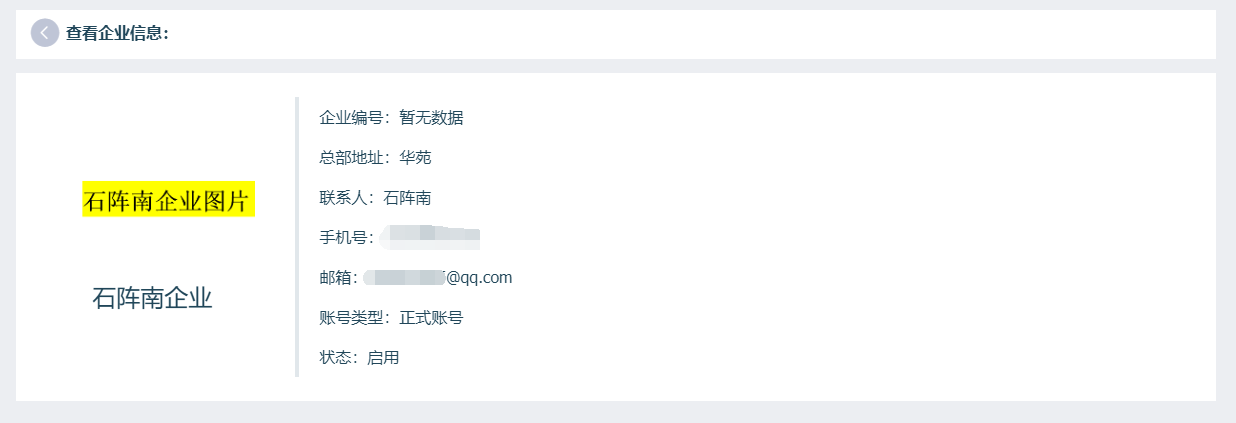 查看企业信息：
石阵南企业图片
石阵南企业
企业编号：暂无数据
总部地址：华苑
联系人：石阵南
手机号：
邮箱：@qq.com
账号类型：正式账号
状态：启用